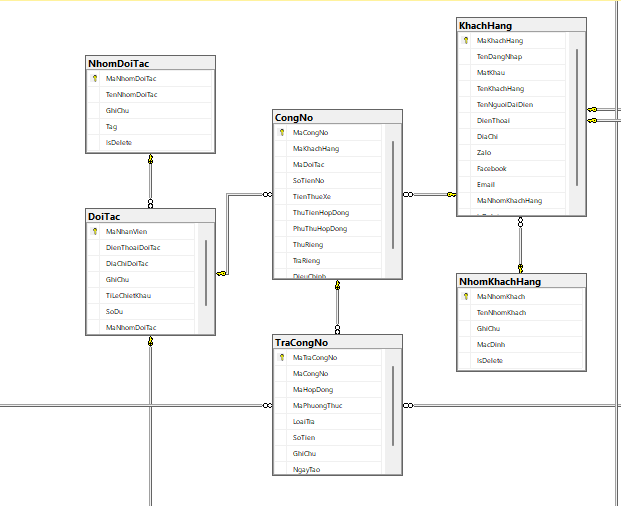 KhachHang
MaKhachHang
TenDangNhap
MatKhau
TenKhachHang
TenNguoiDaiDien
DienThoai
DiaChi
Zalo
Facebook
Email
MaNhomKhachHang
NhomDoiTac
MaNhomDoiTac
TenNhomDoiTac
GhiChu
Tag
IsDelete
CongNo
MaCongNo
MaKhachHang
MaDoiTac
SoTienNo
TienThueXe
ThuTienHopDong
PhuThuHopDong
ThuRieng
TraRieng
DieuChinh
DoiTac
MaNhanVien
DienThoaiDoiTac
DiaChiDoiTac
GhiChu
TiLeChietKhau
SoDu
MaNhomDoiTac
NhomKhachHang
MaNhomKhach
TenNhomKhach
GhiChu
MacDinh
IsDelete
TraCongNo
MaTraCongNo
MaCongNo
MaHopDong
MaPhuongThuc
LoaiTra
SoTien
GhiChu
NgayTao